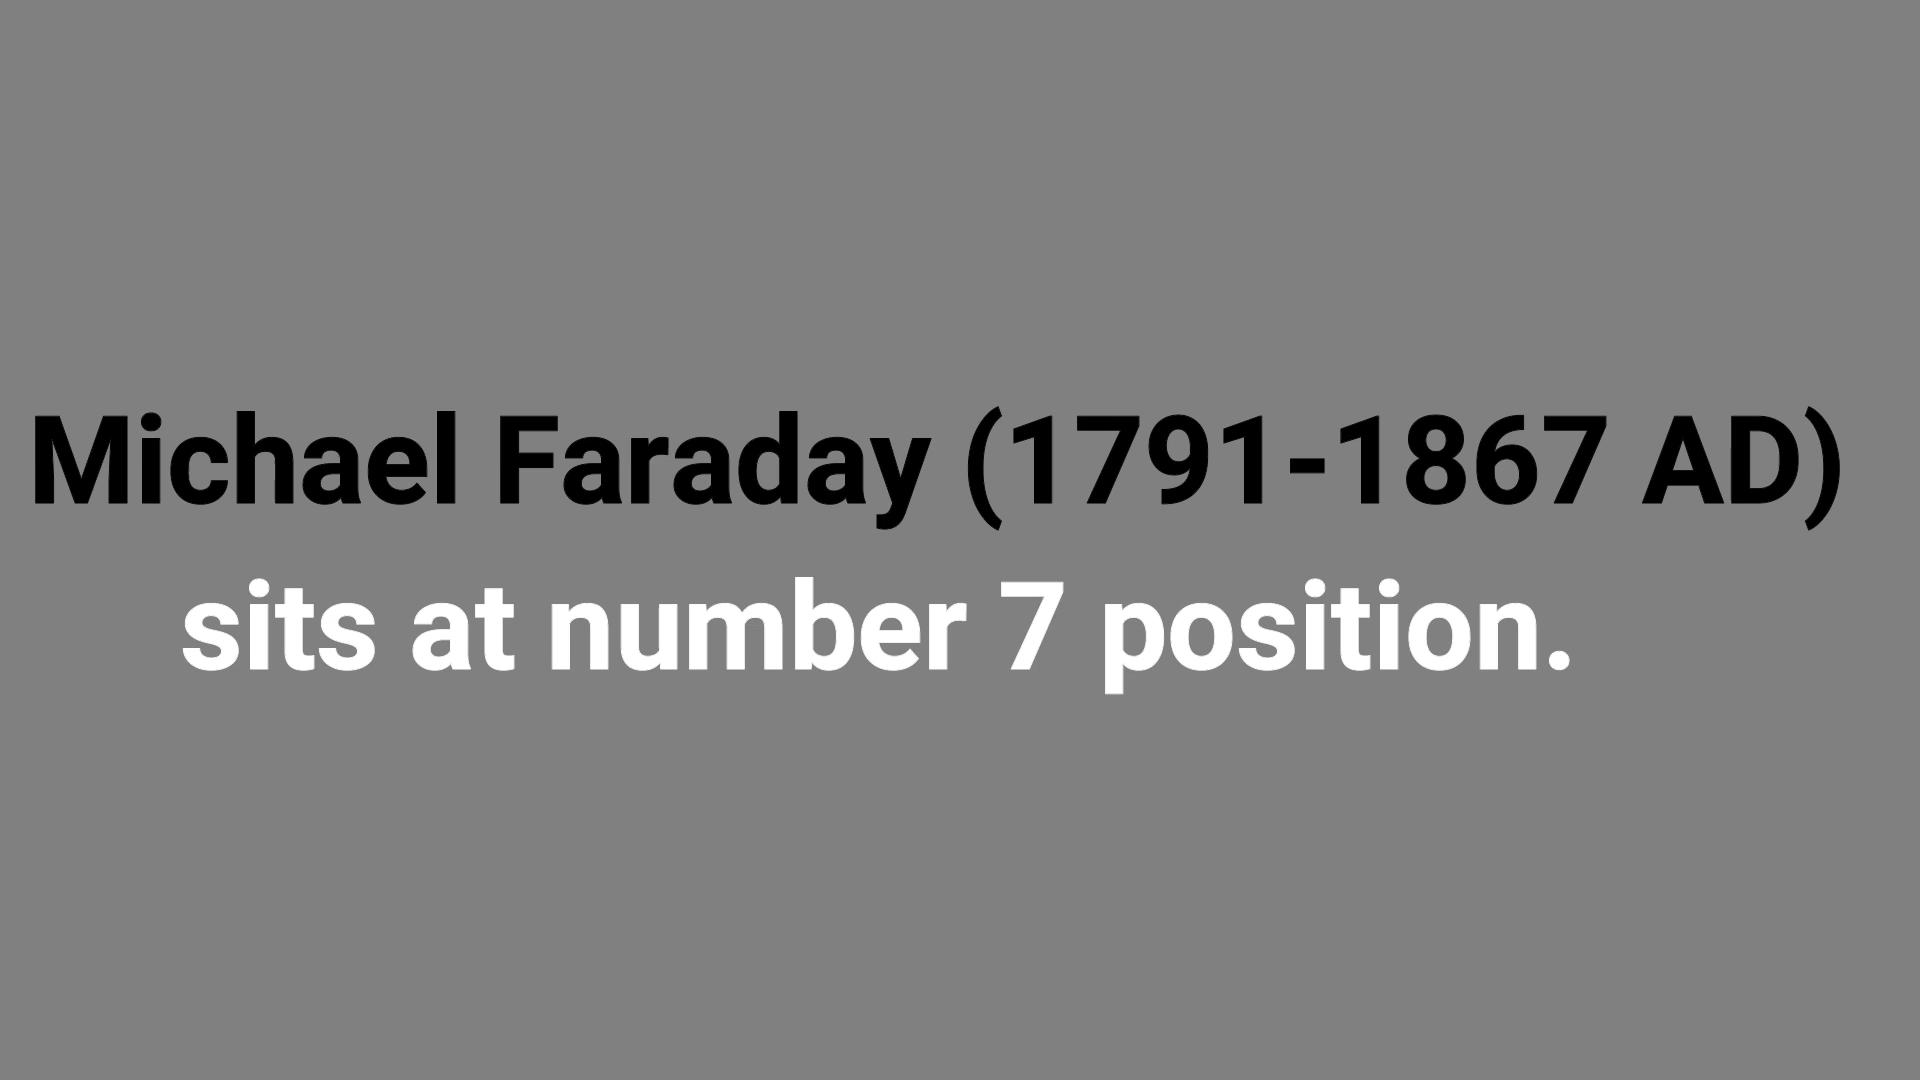 Michael Faraday (1791-1867 AD)
sits at number 7 position.